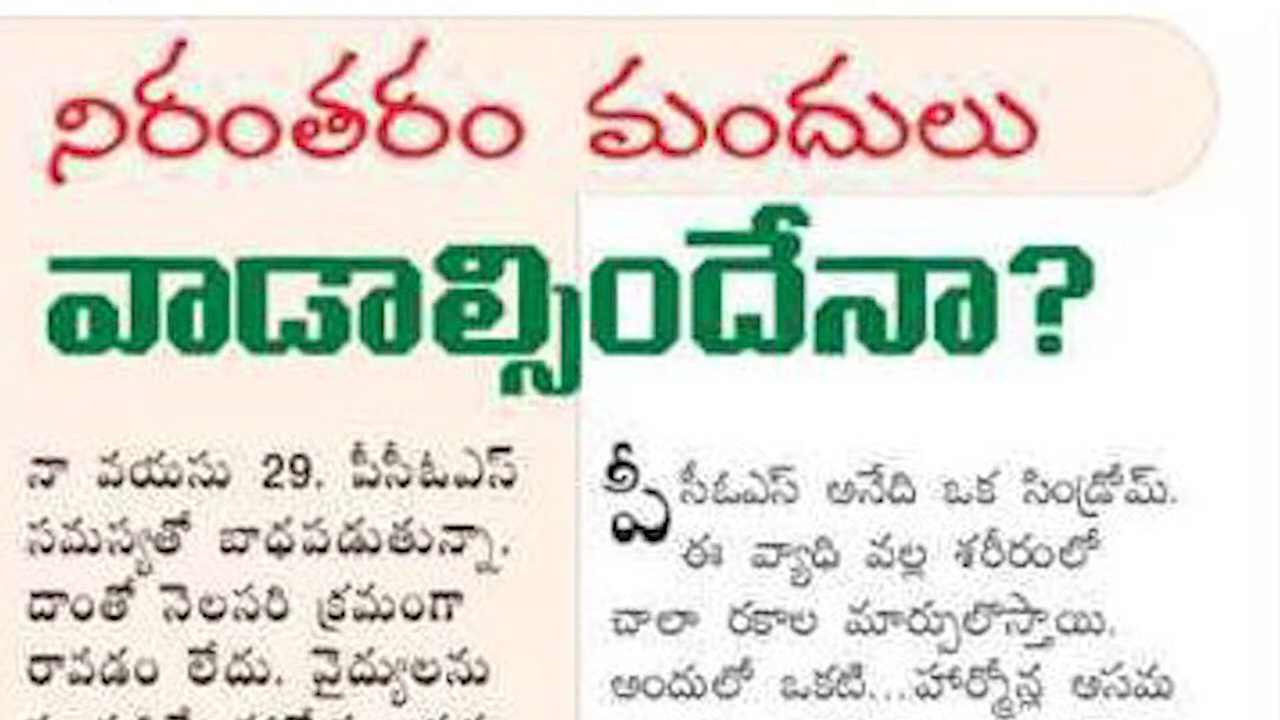 నిరంతరం మందులు
వాడాల్సిందేనా?
నా వయసు 29. పీసీఓఎస్
సమస్యతో బాధపడుతున్నా.
దాంతో నెలసరి క్రమంగా
రావడం లేదు. వైద్యులను
పీసీఓఎస్ అనేది ఒక సిండ్రోమ్.
ఈ వ్యాధి వల్ల శరీరంలో
చాలా రకాల మార్పులొస్తాయి.
అందులో ఒకటి...హార్మోన్ల అసమ